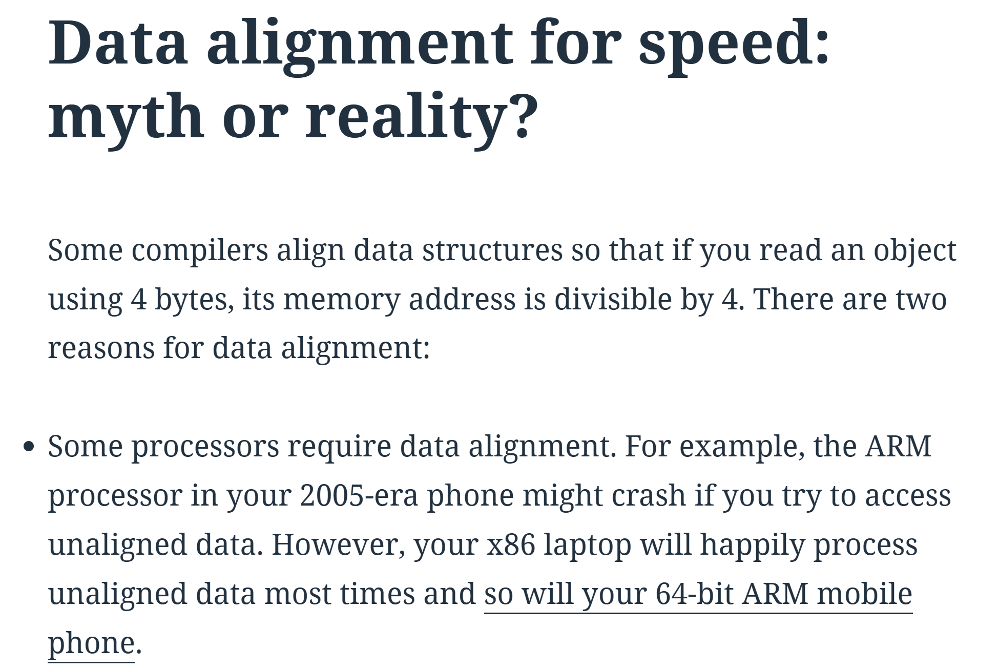 Data alignment for speed:
myth or reality?
Some compilers align data structures so that if you read an object
using 4 bytes, its memory address is divisible by 4. There are two
reasons for data alignment:
• Some processors require data alignment. For example, the ARM
processor in your 2005-era phone might crash if you try to access
unaligned data. However, your x86 laptop will happily process
unaligned data most times and so will your 64-bit ARM mobile
phone.